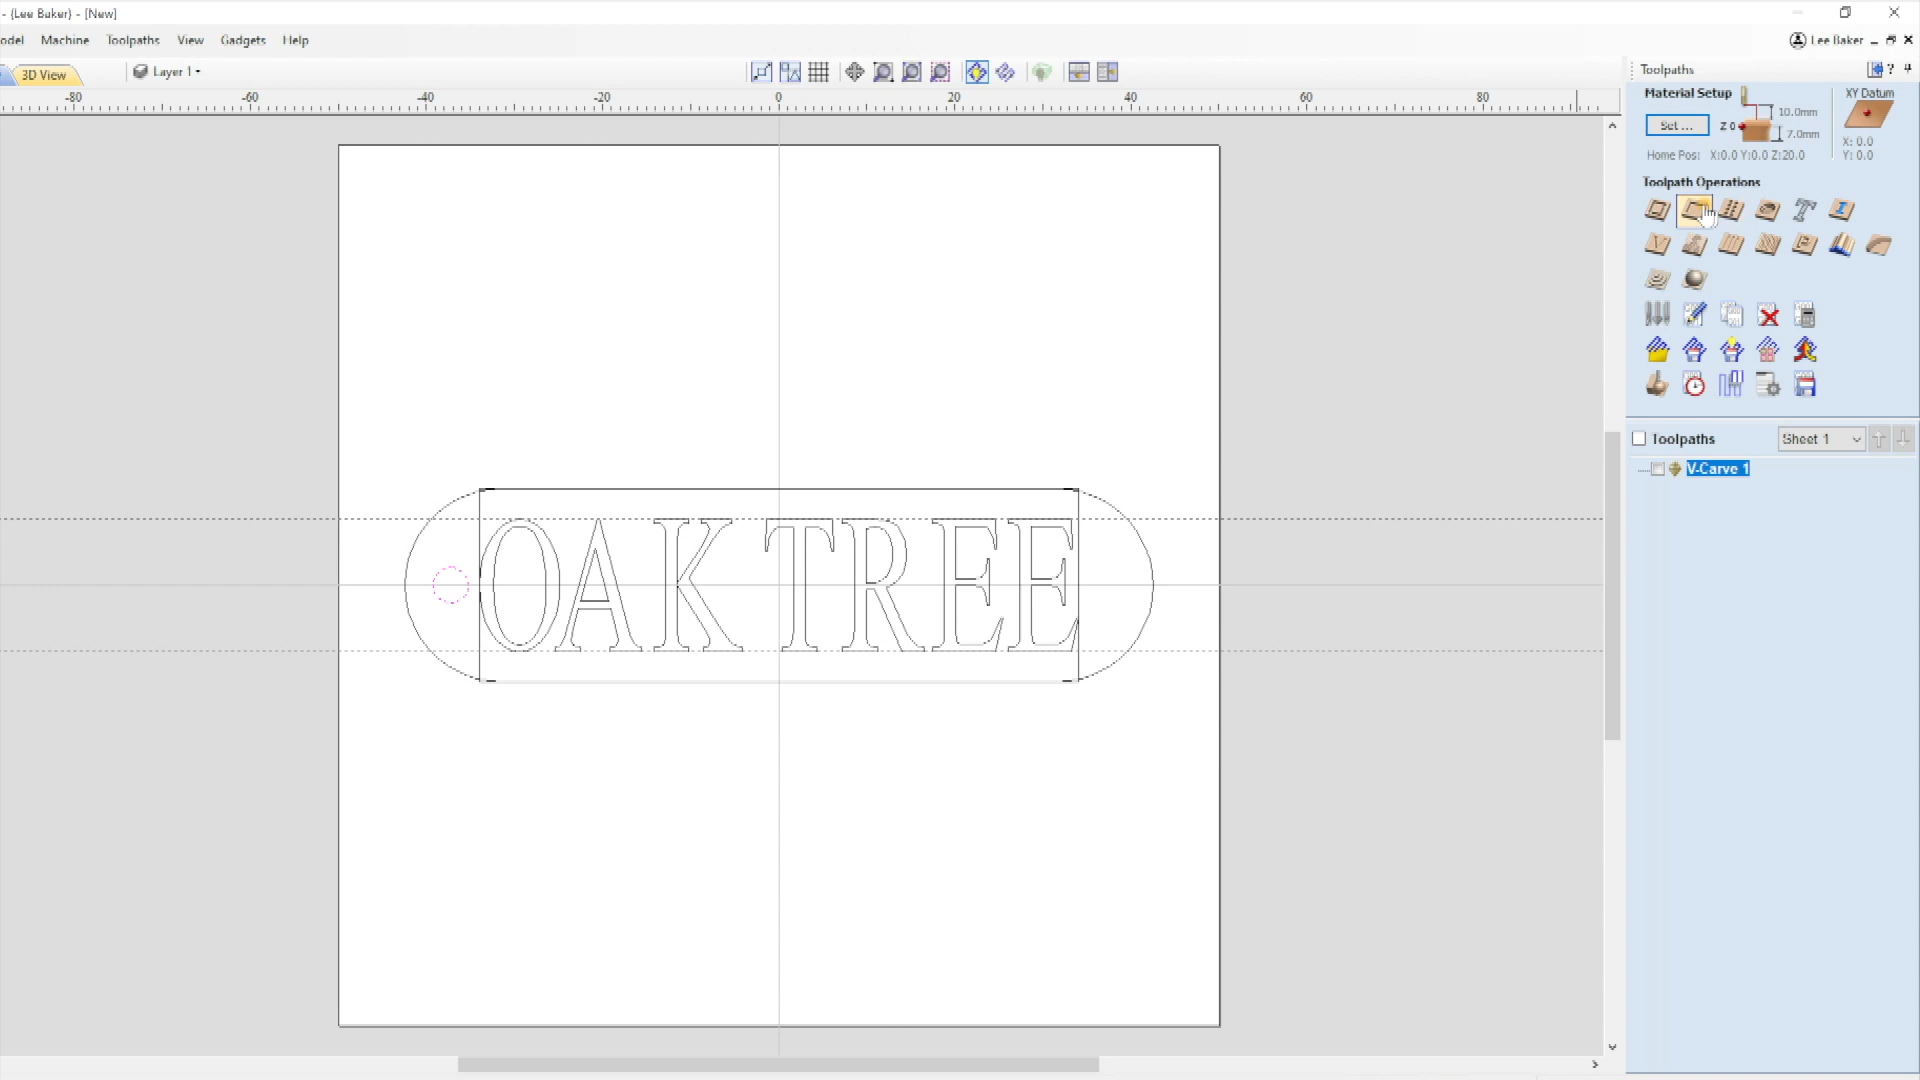 - {Lee Baker} - [New]
odel Machine Toolpaths View Gadgets Help
Lee Baker
3D View Layer 1
Toolpaths
-80 -60 -40 -20 0 20 40 60 80
Material Setup
XY Datum
Set ...
Z 0
10.0mm
7.0mm
X: 0.0
Y: 0.0
Home Pos: X:0.0 Y:0.0 Z:20.0
Toolpath Operations
Toolpaths Sheet 1
V-Carve 1
OAK TREE